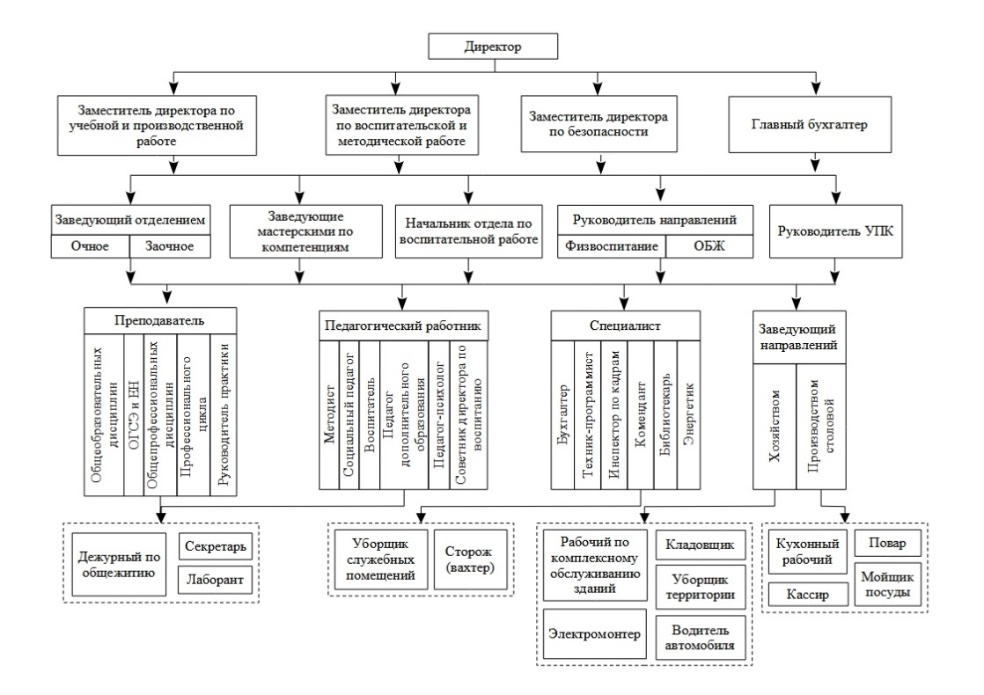 Директор
Заместитель директора по
учебной и производственной
работе
Заместитель директора
по воспитательской и
методической работе
Заместитель директора
по безопасности
Главный бухгалтер
Заведующий отделением
Очное
Заочное
Заведующие
мастерскими по
компетенциям
Начальник отдела по
воспитательной работе
Руководитель направлений
Физвоспитание
ОБЖ
Руководитель УПК
Преподаватель
Общеобразовательных
дисциплин
ОГСЭ и ЕН
Общепрофессиональных
дисциплин
Профессионального
цикла
Руководитель практики
Педагогический работник
Методист
Социальный педагог
Воспитатель
Педагог
дополнительного
образования
Педагог-психолог
Советник директора по
воспитанию
Специалист
Бухгалтер
Техник-программист
Инспектор по кадрам
Комендант
Библиотекарь
Энергетик
Заведующий
направлений
Хозяйством
Производством
столовой
Дежурный по
общежитию
Секретарь
Лаборант
Уборщик
служебных
помещений
Сторож
(вахтер)
Рабочий по
комплексному
обслуживанию
зданий
Кладовщик
Уборщик
территории
Электромонтер
Водитель
автомобиля
Кухонный
рабочий
Повар
Кассир
Мойщик
посуды